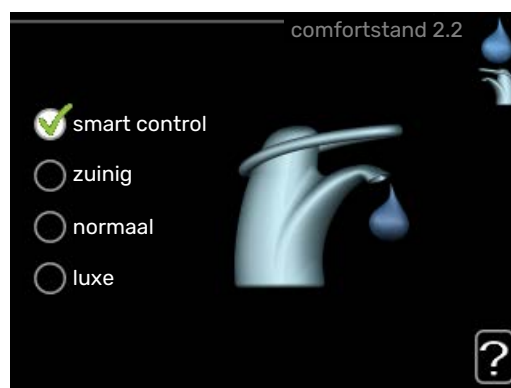 comfortstand 2.2
smart control
zuinig
normaal
luxe
?